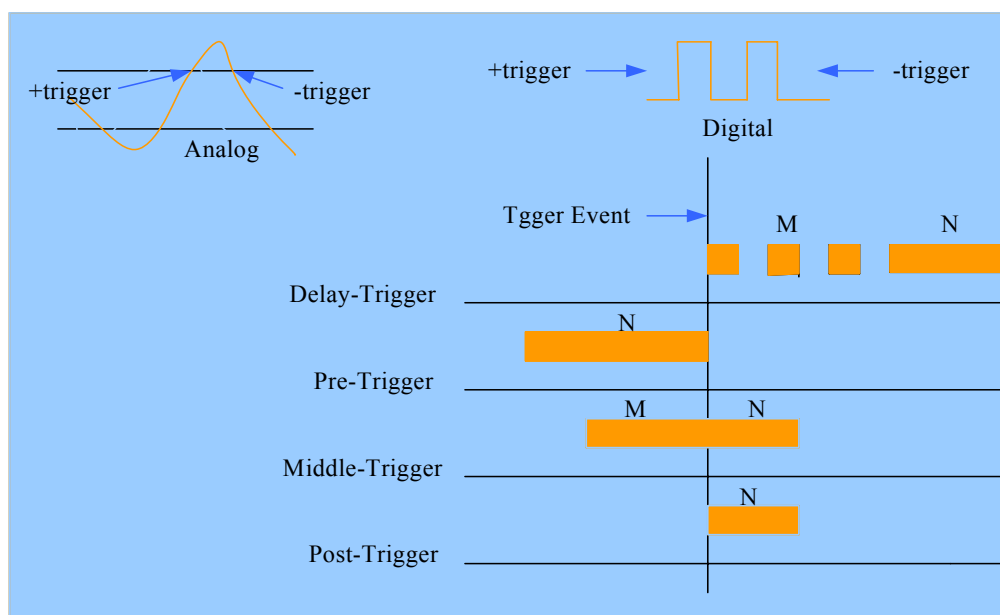 +trigger
-trigger
Analog
+trigger
-trigger
Digital
Tgger Event
M
N
Delay-Trigger
N
Pre-Trigger
M
N
Middle-Trigger
N
Post-Trigger